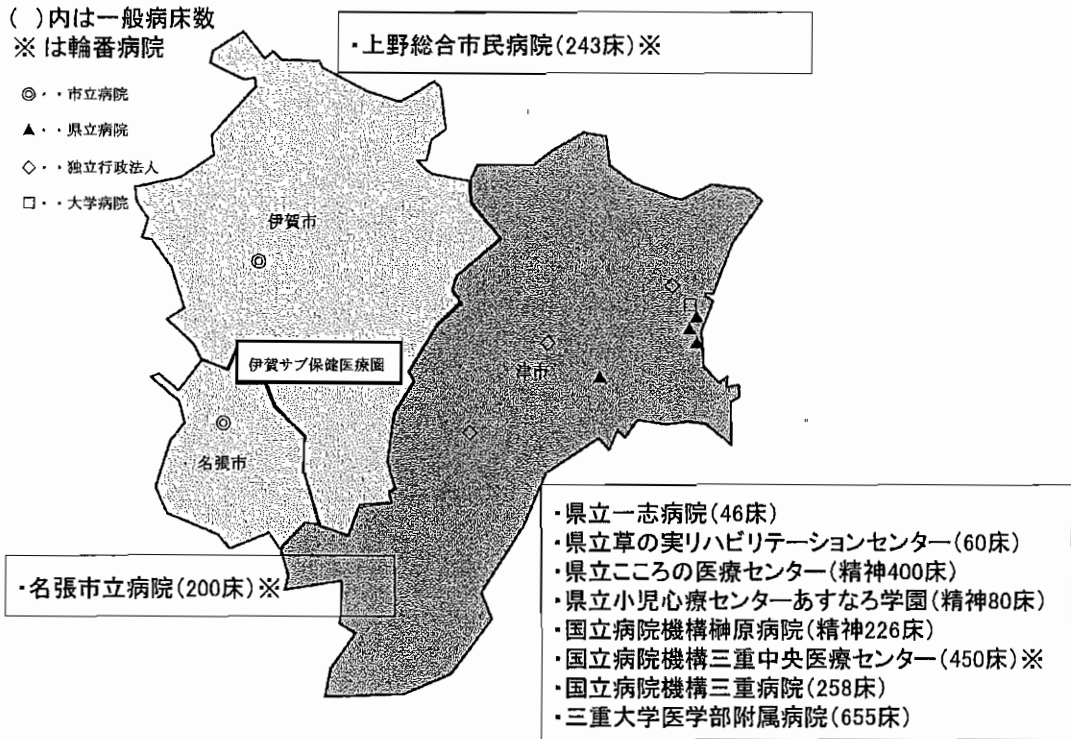 ( )内は一般病床数
※ は輪番病院
◎・・市立病院
▲・・県立病院
◇・・独立行政法人
□・・大学病院
・上野総合市民病院(243床)※
伊賀市
伊賀サブ保健医療圏
津市
名張市
・名張市立病院(200床)※
・県立一志病院(46床)
・県立草の実リハビリテーションセンター(60床)
・県立こころの医療センター(精神400床)
・県立小児心療センターあすなろ学園(精神80床)
・国立病院機構榊原病院(精神226床)
・国立病院機構三重中央医療センター(450床)※
・国立病院機構三重病院(258床)
・三重大学医学部附属病院(655床)